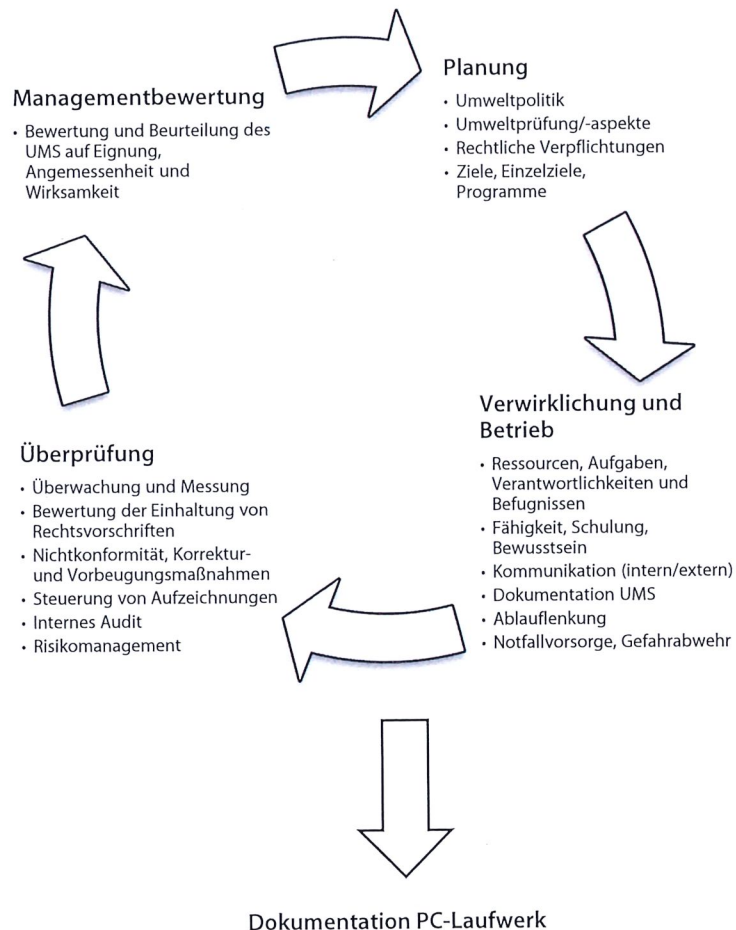 Managementbewertung
• Bewertung und Beurteilung des
UMS auf Eignung,
Angemessenheit und
Wirksamkeit
Planung
• Umweltpolitik
• Umweltprüfung/-aspekte
• Rechtliche Verpflichtungen
• Ziele, Einzelziele,
Programme
Verwirklichung und
Betrieb
• Ressourcen, Aufgaben,
Verantwortlichkeiten und
Befugnissen
• Fähigkeit, Schulung,
Bewusstsein
• Kommunikation (intern/extern)
• Dokumentation UMS
• Ablauflenkung
• Notfallvorsorge, Gefahrabwehr
Überprüfung
• Überwachung und Messung
• Bewertung der Einhaltung von
Rechtsvorschriften
• Nichtkonformität, Korrektur-
und Vorbeugungsmaßnahmen
• Steuerung von Aufzeichnungen
• Internes Audit
• Risikomanagement
Dokumentation PC-Laufwerk